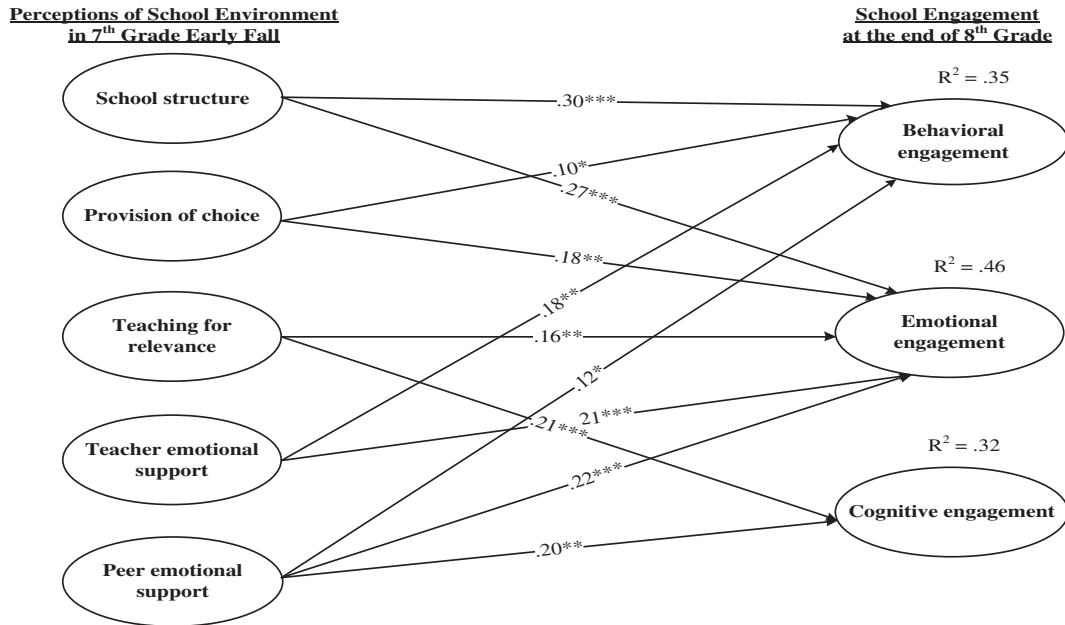 Perceptions of School Environment
in 7th Grade Early Fall
School Engagement
at the end of 8th Grade
School structure
Provision of choice
Teaching for
relevance
Teacher emotional
support
Peer emotional
support
.30***
.10*
.27***
.18**
.18**
.16**
.12*
.21***
21***
.22***
.20**
R² = .35
Behavioral
engagement
R² = .46
Emotional
engagement
R² = .32
Cognitive engagement